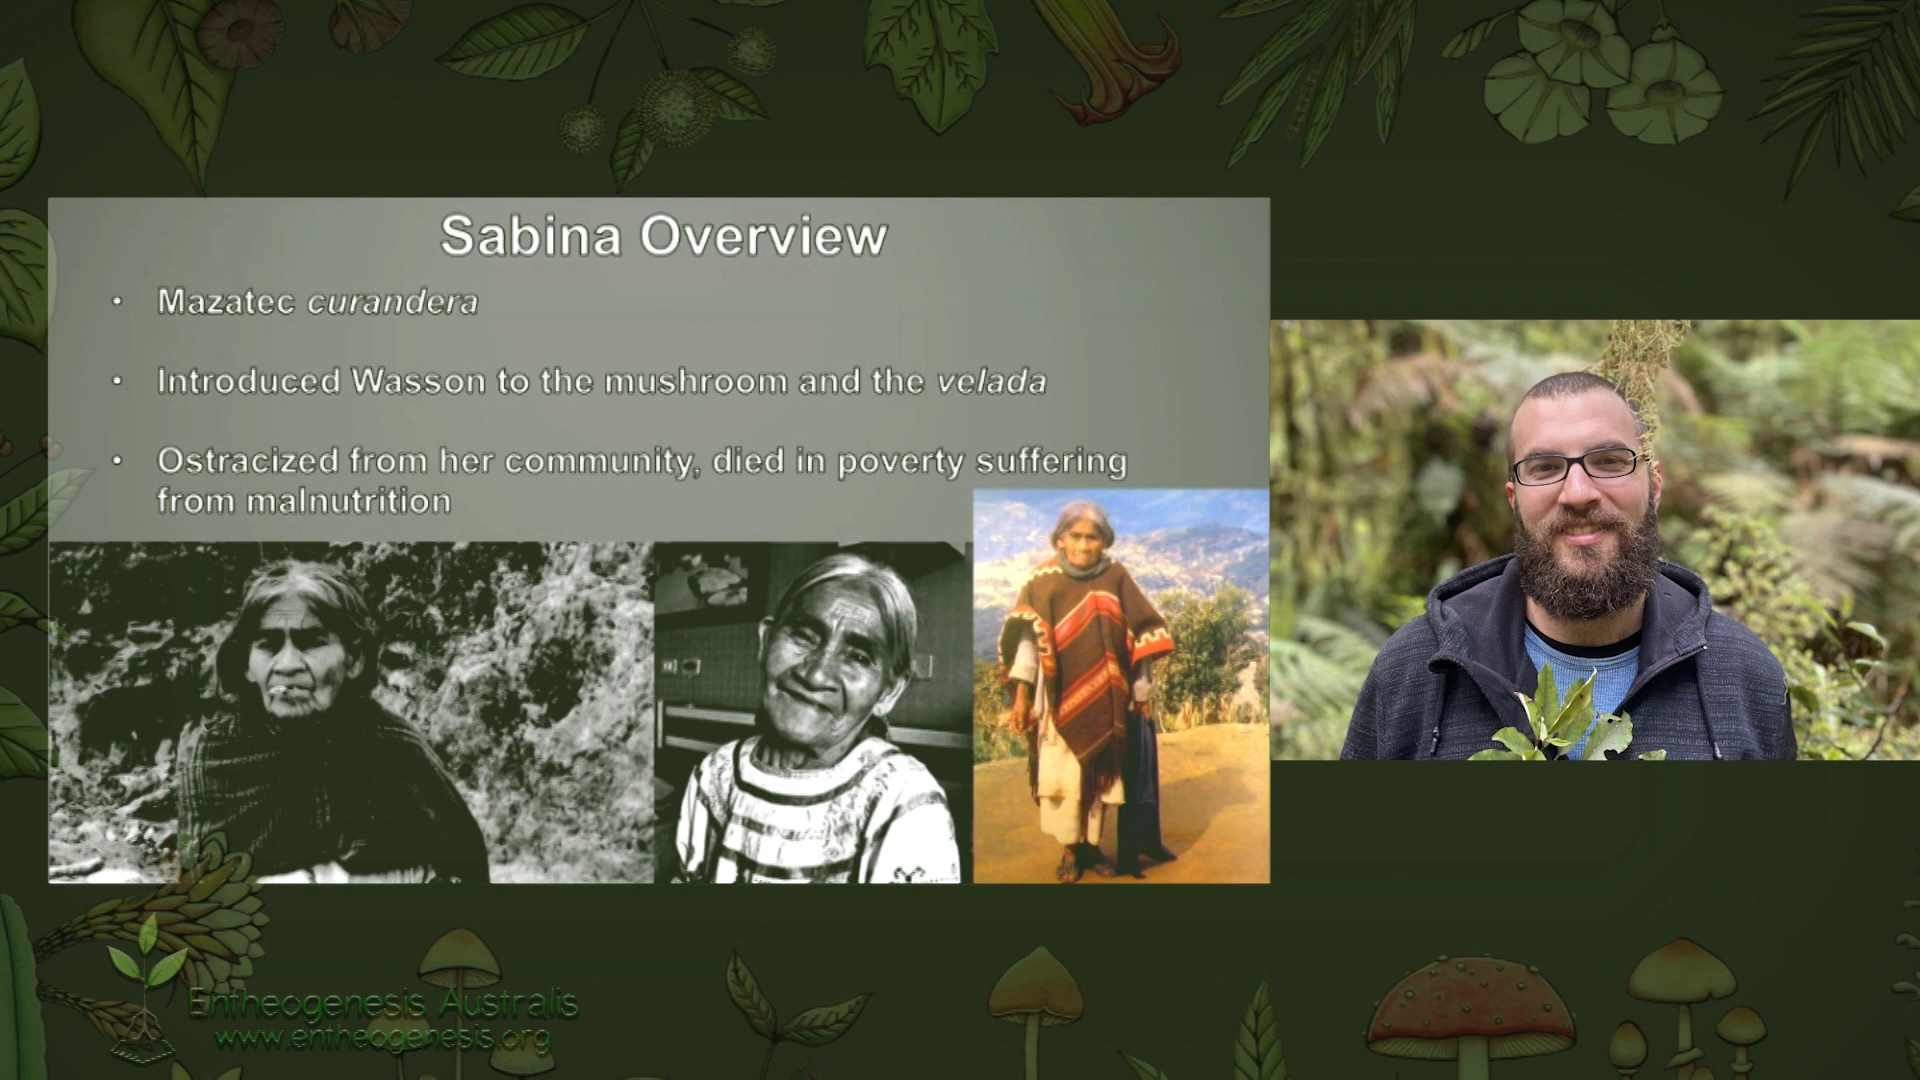 Sabina Overview
• Mazatec curandera
• Introduced Wasson to the mushroom and the velada
• Ostracized from her community, died in poverty suffering
from malnutrition
Entheogenesis Australis
www.entheogenesis.org